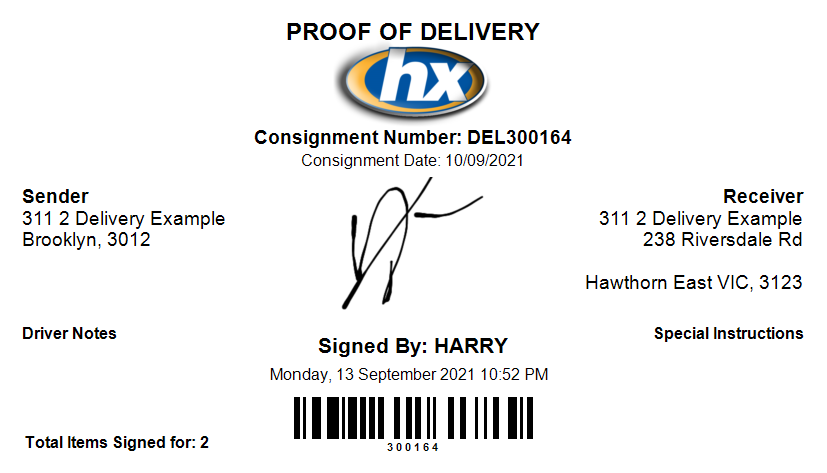 PROOF OF DELIVERY
hx
Consignment Number: DEL300164
Consignment Date: 10/09/2021
Sender
311 2 Delivery Example
Brooklyn, 3012
Receiver
311 2 Delivery Example
238 Riversdale Rd
Hawthorn East VIC, 3123
Driver Notes
Special Instructions
Signed By: HARRY
Monday, 13 September 2021 10:52 PM
300164
Total Items Signed for: 2